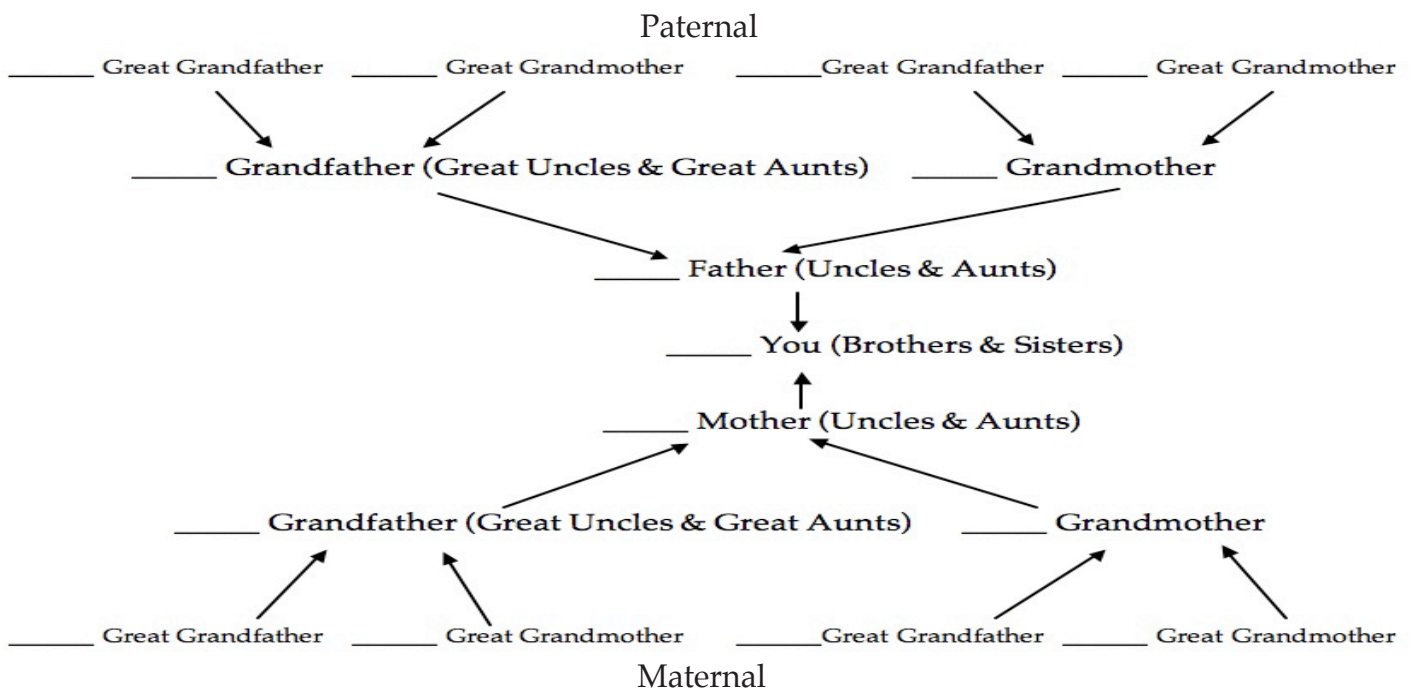 Paternal
______ Great Grandfather ______ Great Grandmother ______Great Grandfather ______ Great Grandmother
______ Grandfather (Great Uncles & Great Aunts) ______ Grandmother
______ Father (Uncles & Aunts)
______ You (Brothers & Sisters)
______ Mother (Uncles & Aunts)
______ Grandfather (Great Uncles & Great Aunts) ______ Grandmother
______ Great Grandfather ______ Great Grandmother ______Great Grandfather ______ Great Grandmother
Maternal